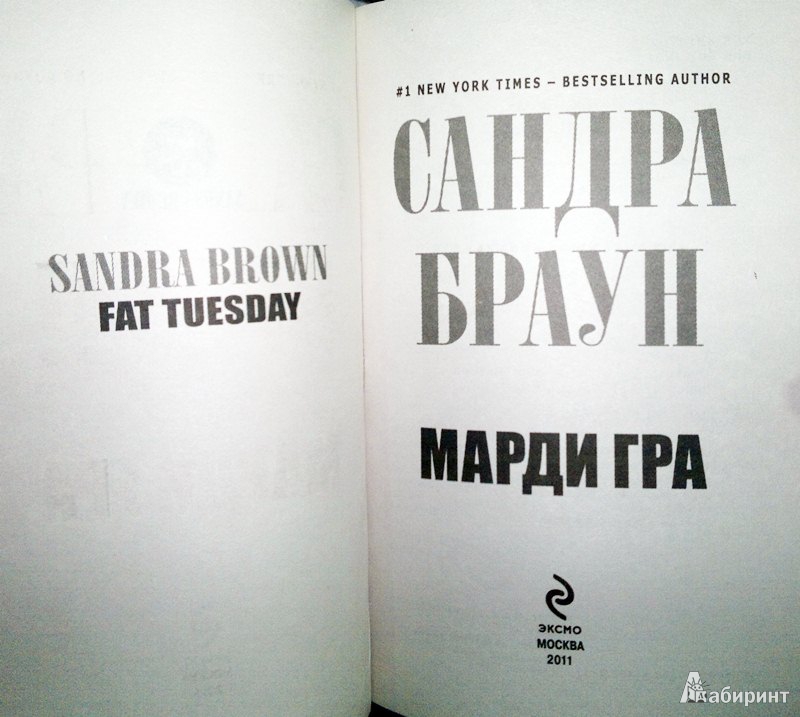 SANDRA BROWN
FAT TUESDAY
#1 NEW YORK TIMES – BESTSELLING AUTHOR
САНДРА
БРАУН
МАРДИ ГРА
ЭКСМО
МОСКВА
2011
Лабиринт